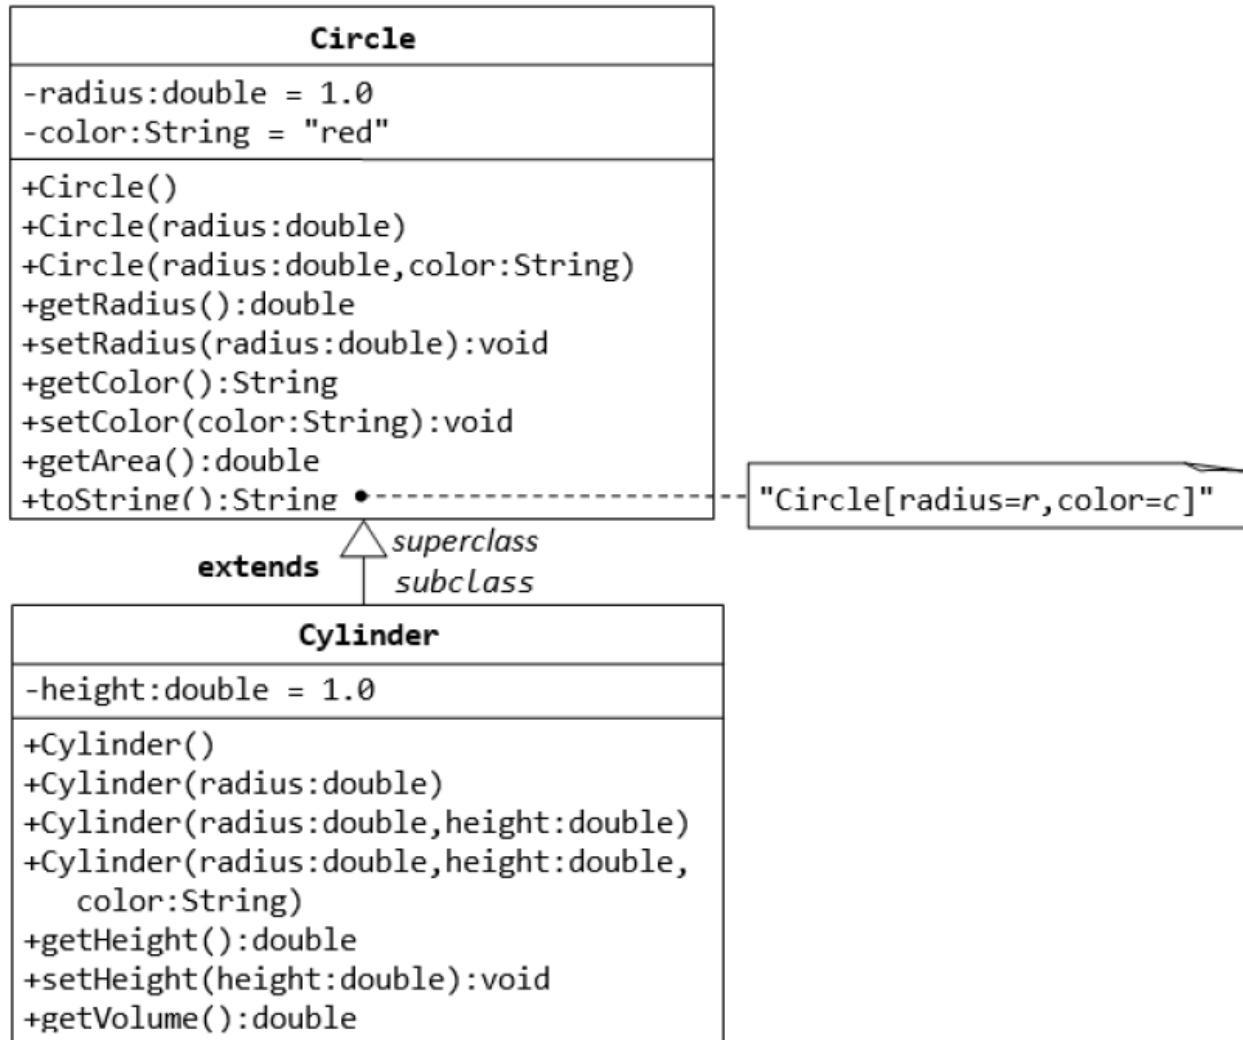 Circle
-radius:double = 1.0
-color:String = "red"
+Circle()
+Circle(radius:double)
+Circle(radius:double,color:String)
+getRadius():double
+setRadius(radius:double):void
+getColor():String
+setColor(color:String):void
+getArea():double
+toString():String
"Circle[radius=r,color=c]"
superclass
extends
subclass
Cylinder
-height:double = 1.0
+Cylinder()
+Cylinder(radius:double)
+Cylinder(radius:double,height:double)
+Cylinder(radius:double,height:double,
color:String)
+getHeight():double
+setHeight(height:double):void
+getVolume():double